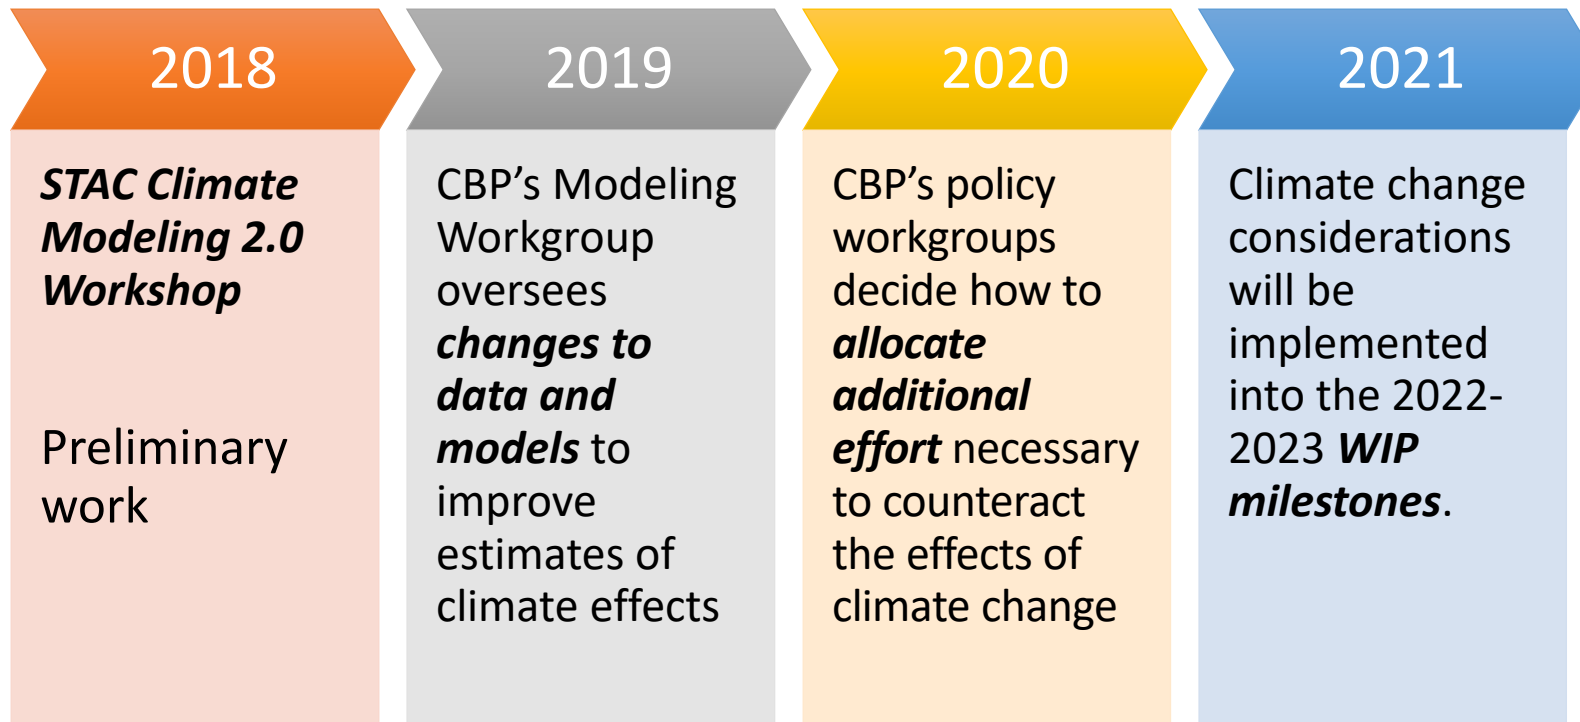 2018
STAC Climate
Modeling 2.0
Workshop
Preliminary
work
2019
CBP’s Modeling
Workgroup
oversees
changes to
data and
models to
improve
estimates of
climate effects
2020
CBP’s policy
workgroups
decide how to
allocate
additional
effort necessary
to counteract
the effects of
climate change
2021
Climate change
considerations
will be
implemented
into the 2022-
2023 WIP
milestones.